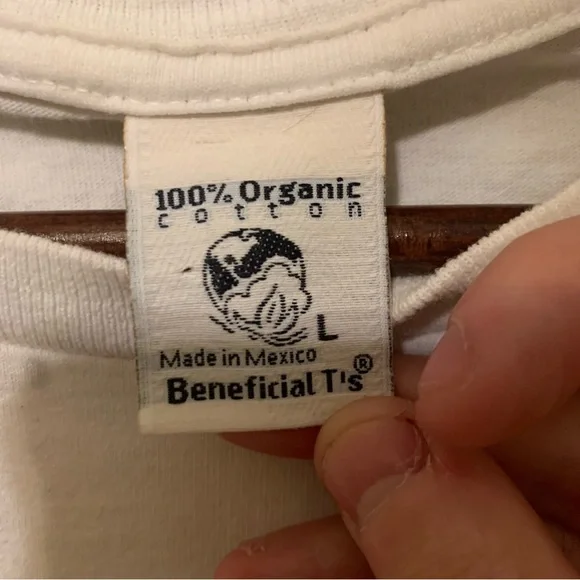 100% Organic
cotton
L
Made in Mexico
Beneficial T's®